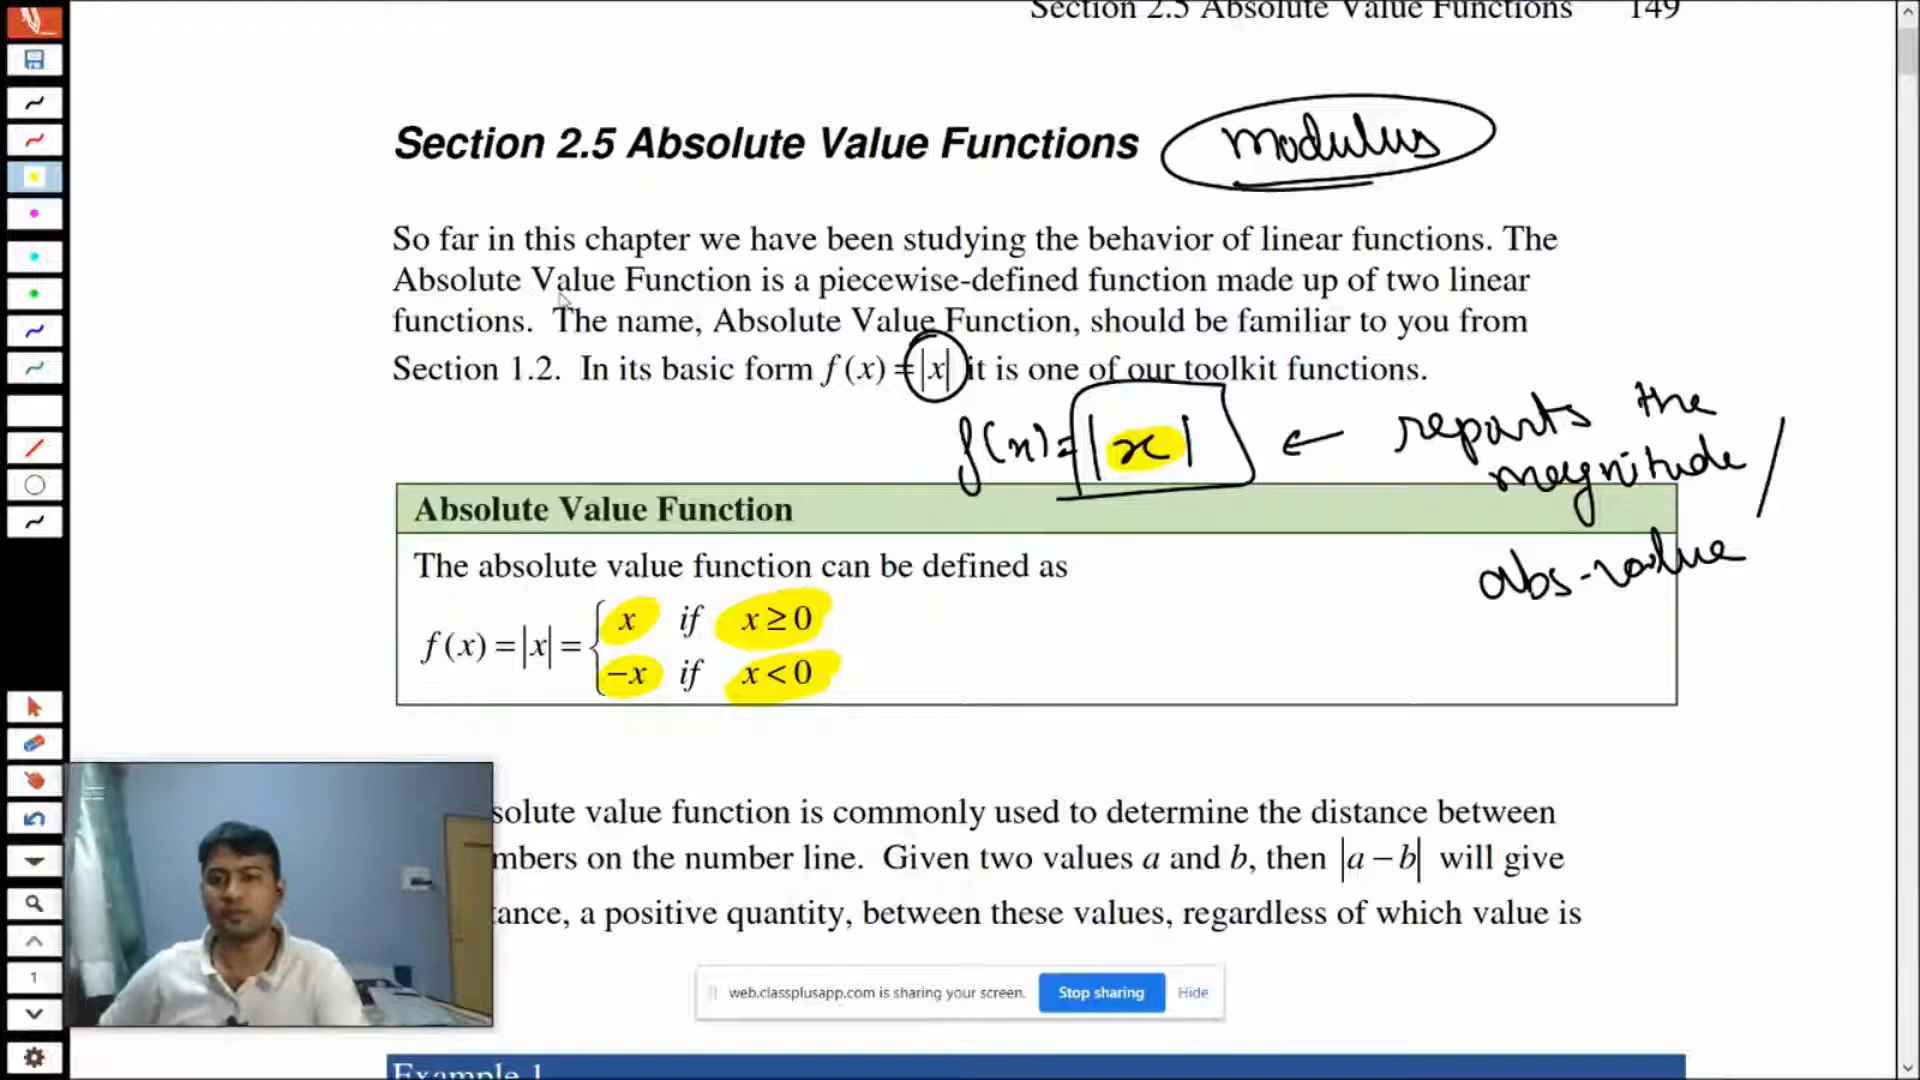 Section 2.5 Absolute Value Functions 149
Section 2.5 Absolute Value Functions modulus
So far in this chapter we have been studying the behavior of linear functions. The
Absolute Value Function is a piecewise-defined function made up of two linear
functions. The name, Absolute Value Function, should be familiar to you from
Section 1.2. In its basic form f(x) = |x| it is one of our toolkit functions.
f(x) = |x| ← reports the
magnitude /
abs-value
Absolute Value Function
The absolute value function can be defined as
f(x) = |x| = { x if x ≥ 0
-x if x < 0
solute value function is commonly used to determine the distance between
mbers on the number line. Given two values a and b, then |a − b| will give
tance, a positive quantity, between these values, regardless of which value is
web.classplusapp.com is sharing your screen. Stop sharing Hide
1
Example 1